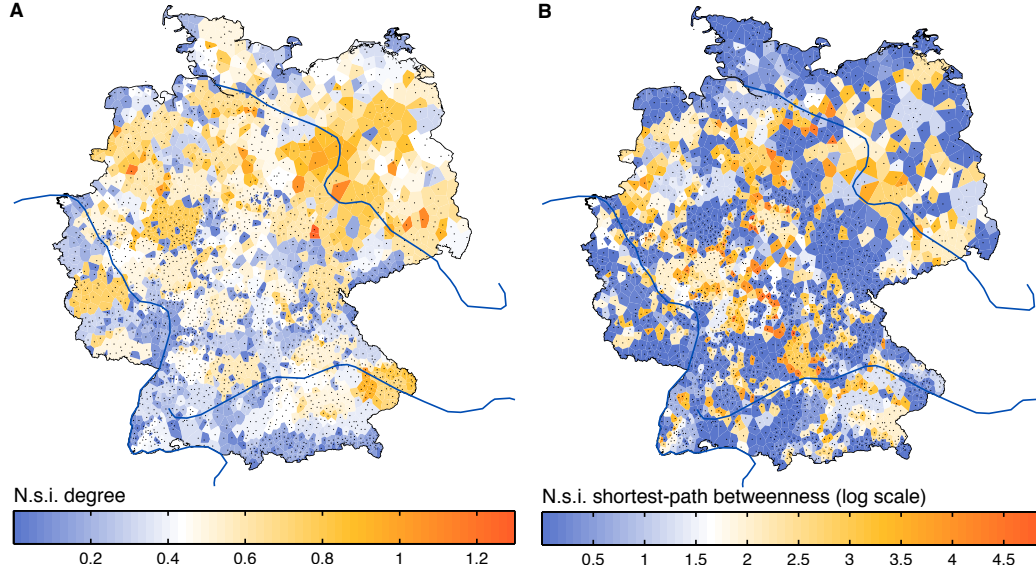 A
B
N.s.i. degree
0.2 0.4 0.6 0.8 1 1.2
N.s.i. shortest-path betweenness (log scale)
0.5 1 1.5 2 2.5 3 3.5 4 4.5